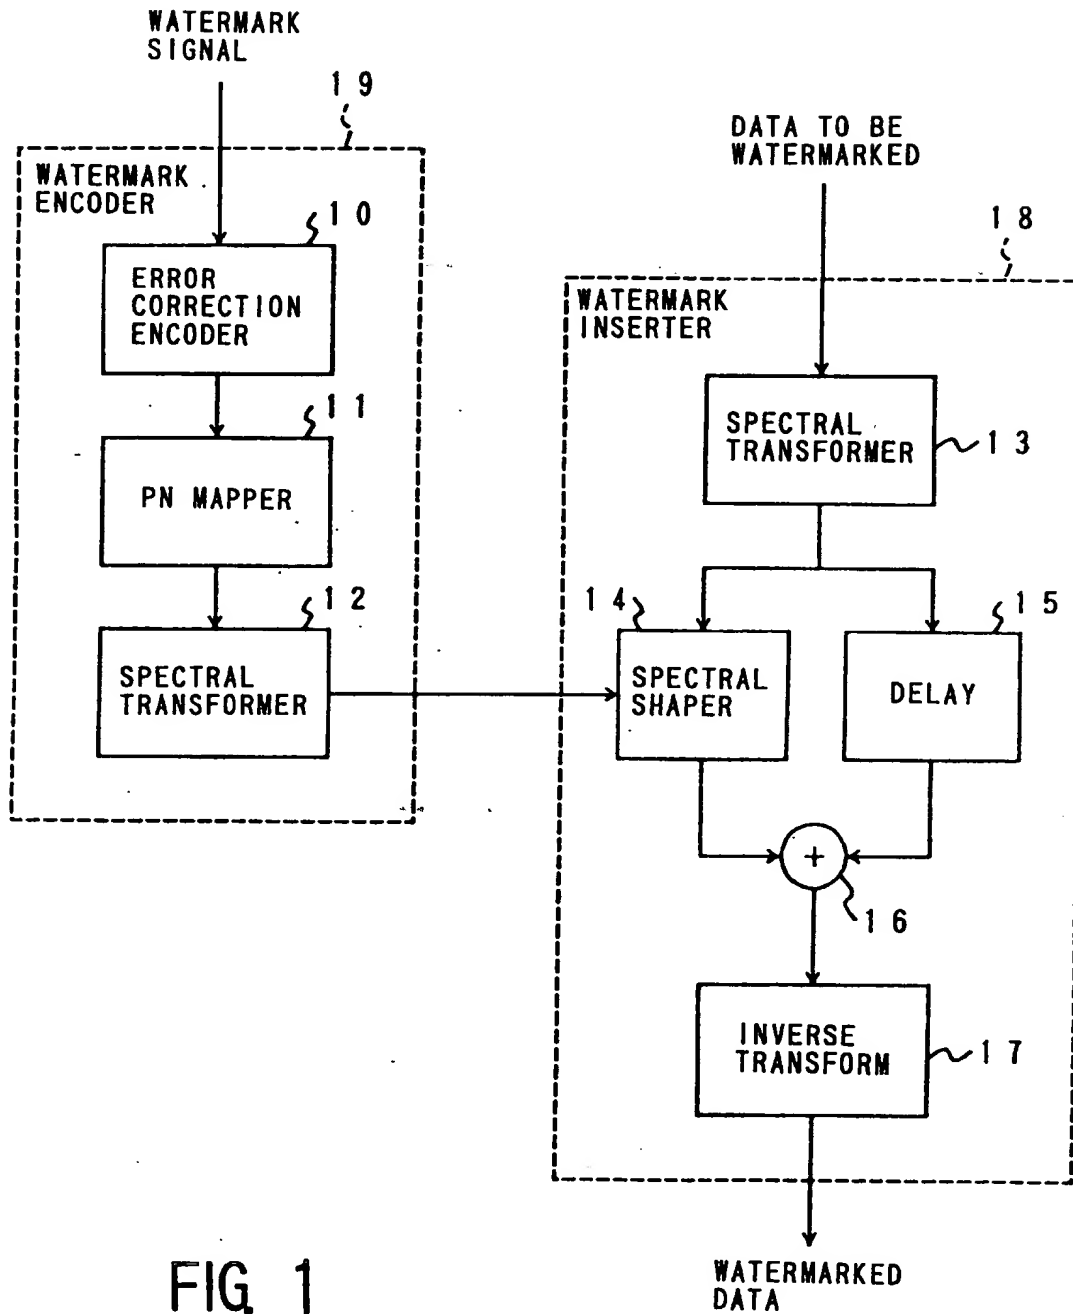 WATERMARK
SIGNAL
19
WATERMARK
ENCODER
10
ERROR
CORRECTION
ENCODER
11
PN MAPPER
12
SPECTRAL
TRANSFORMER
DATA TO BE
WATERMARKED
18
WATERMARK
INSERTER
SPECTRAL
TRANSFORMER
13
14
SPECTRAL
SHAPER
15
DELAY
+
16
INVERSE
TRANSFORM
17
WATERMARKED
DATA
FIG. 1